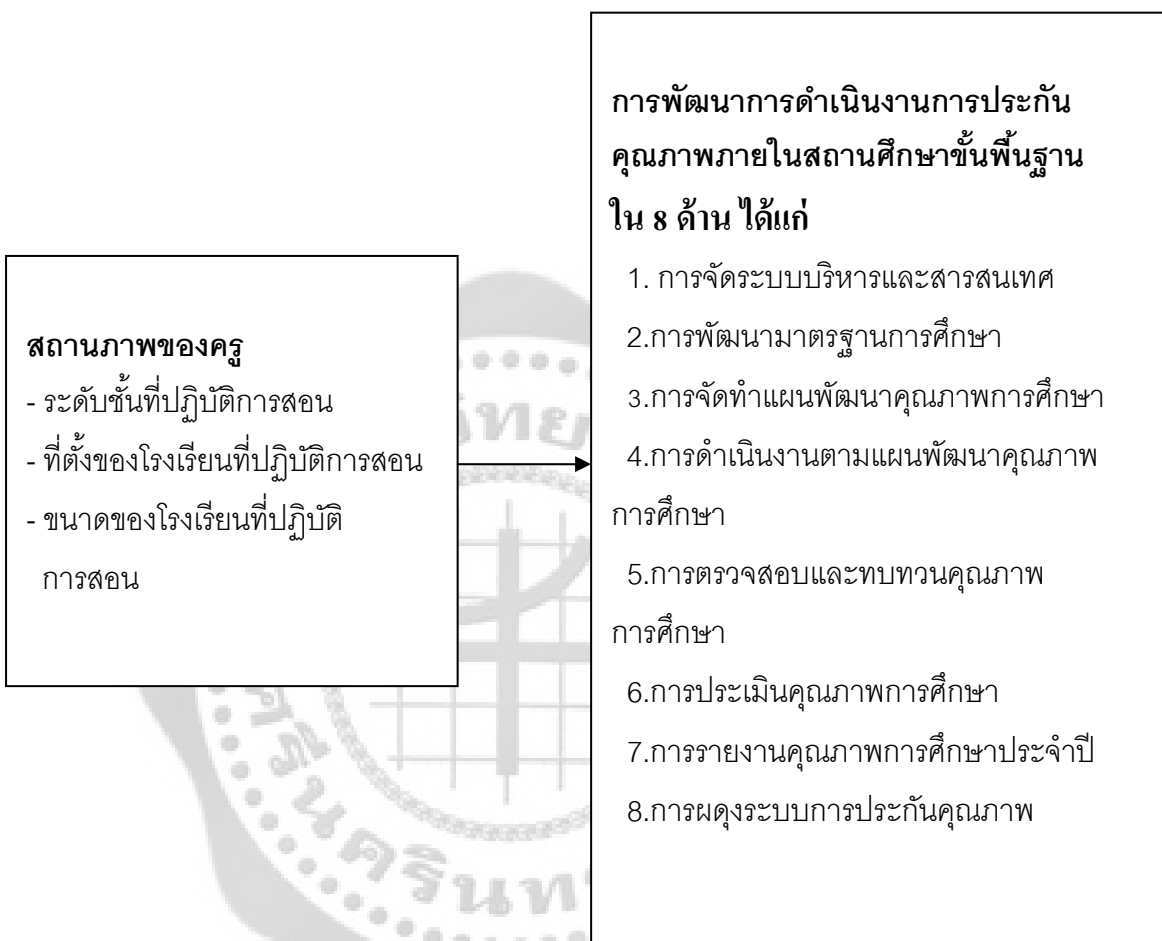 สถานภาพของครู
- ระดับชั้นที่ปฏิบัติการสอน
- ที่ตั้งของโรงเรียนที่ปฏิบัติการสอน
- ขนาดของโรงเรียนที่ปฏิบัติ
การสอน
การพัฒนาการดำเนินงานการประกัน
คุณภาพภายในสถานศึกษาขั้นพื้นฐาน
ใน 8 ด้าน ได้แก่
1. การจัดระบบบริหารและสารสนเทศ
2.การพัฒนามาตรฐานการศึกษา
3.การจัดทำแผนพัฒนาคุณภาพการศึกษา
4.การดำเนินงานตามแผนพัฒนาคุณภาพ
การศึกษา
5.การตรวจสอบและทบทวนคุณภาพ
การศึกษา
6.การประเมินคุณภาพการศึกษา
7.การรายงานคุณภาพการศึกษาประจำปี
8.การผดุงระบบการประกันคุณภาพ